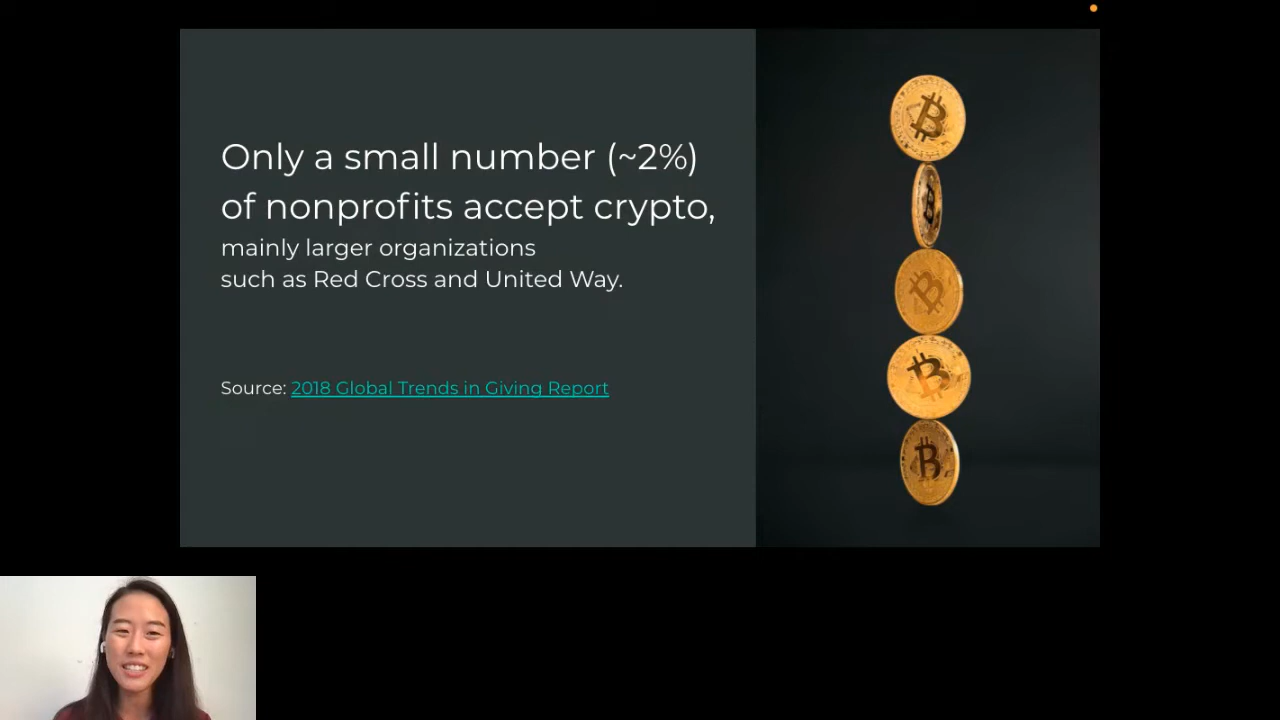 Only a small number (~2%)
of nonprofits accept crypto,
mainly larger organizations
such as Red Cross and United Way.
Source: 2018 Global Trends in Giving Report